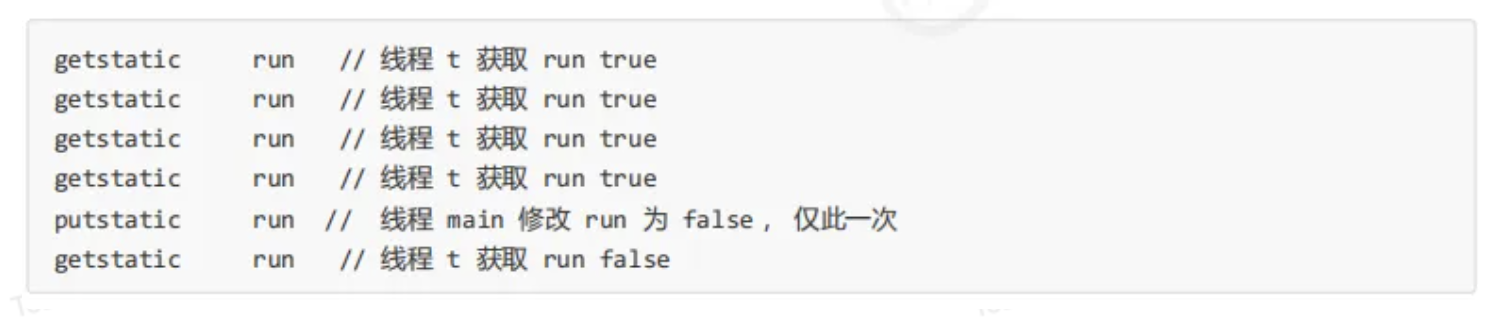 getstatic run // 线程 t 获取 run true
getstatic run // 线程 t 获取 run true
getstatic run // 线程 t 获取 run true
getstatic run // 线程 t 获取 run true
putstatic run // 线程 main 修改 run 为 false， 仅此一次
getstatic run // 线程 t 获取 run false